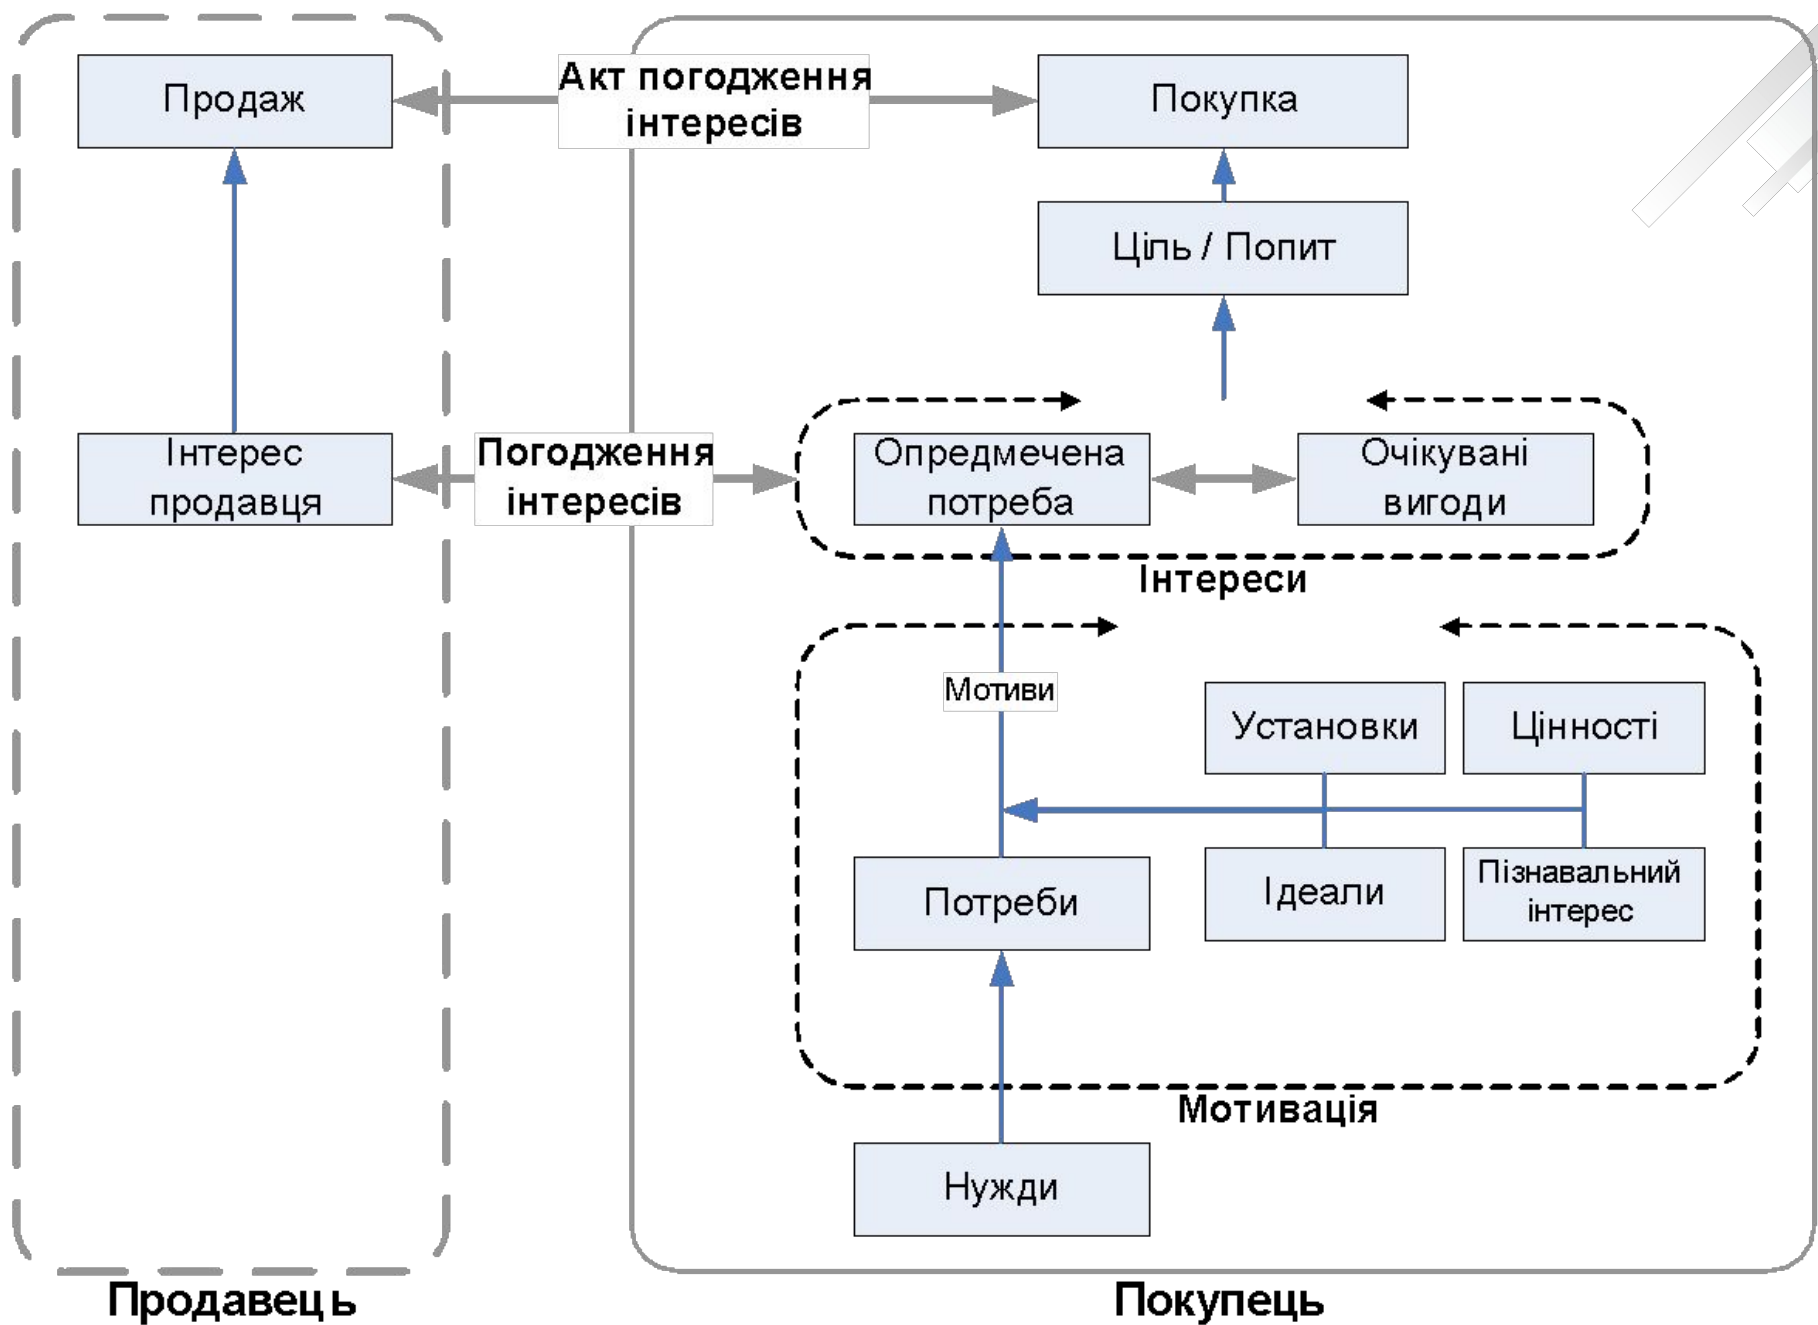 Продаж
Акт погодження
інтересів
Покупка
Ціль / Попит
Інтерес
продавця
Погодження
інтересів
Опредмечена
потреба
Очікувані
вигоди
Інтереси
Мотиви
Установки
Цінності
Потреби
Ідеали
Пізнавальний
інтерес
Мотивація
Нужди
Продавець
Покупець